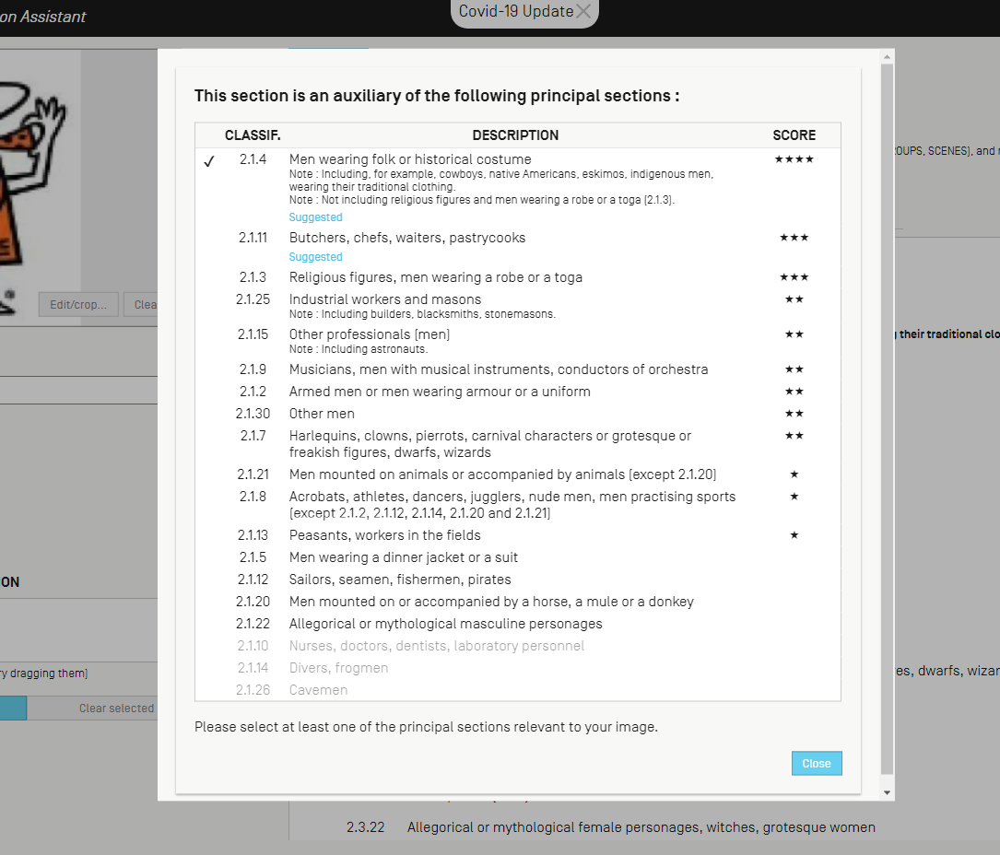 on Assistant
Covid-19 Update
This section is an auxiliary of the following principal sections :
CLASSIF. DESCRIPTION SCORE
2.1.4 Men wearing folk or historical costume ★★★★
Note : Including, for example, cowboys, native Americans, eskimos, indigenous men,
wearing their traditional clothing.
Note : Not including religious figures and men wearing a robe or a toga (2.1.3).
Suggested
2.1.11 Butchers, chefs, waiters, pastrycooks ★★★
Suggested
2.1.3 Religious figures, men wearing a robe or a toga ★★★
2.1.25 Industrial workers and masons ★★
Note : Including builders, blacksmiths, stonemasons.
2.1.15 Other professionals (men) ★★
Note : Including astronauts.
2.1.9 Musicians, men with musical instruments, conductors of orchestra ★★
2.1.2 Armed men or men wearing armour or a uniform ★★
2.1.30 Other men ★★
2.1.7 Harlequins, clowns, pierrots, carnival characters or grotesque or ★★
freakish figures, dwarfs, wizards
2.1.21 Men mounted on animals or accompanied by animals (except 2.1.20) ★
2.1.8 Acrobats, athletes, dancers, jugglers, nude men, men practising sports ★
(except 2.1.2, 2.1.12, 2.1.14, 2.1.20 and 2.1.21)
2.1.13 Peasants, workers in the fields ★
2.1.5 Men wearing a dinner jacket or a suit
2.1.12 Sailors, seamen, fishermen, pirates
2.1.20 Men mounted on or accompanied by a horse, a mule or a donkey
2.1.22 Allegorical or mythological masculine personages
2.1.10 Nurses, doctors, dentists, laboratory personnel
2.1.14 Divers, frogmen
2.1.26 Cavemen
Please select at least one of the principal sections relevant to your image.
Close
Edit/crop... Clea
OUPS, SCENES), and
their traditional clo
ON
ry dragging them)
es, dwarfs, wizar
Clear selected
2.3.22 Allegorical or mythological female personages, witches, grotesque women